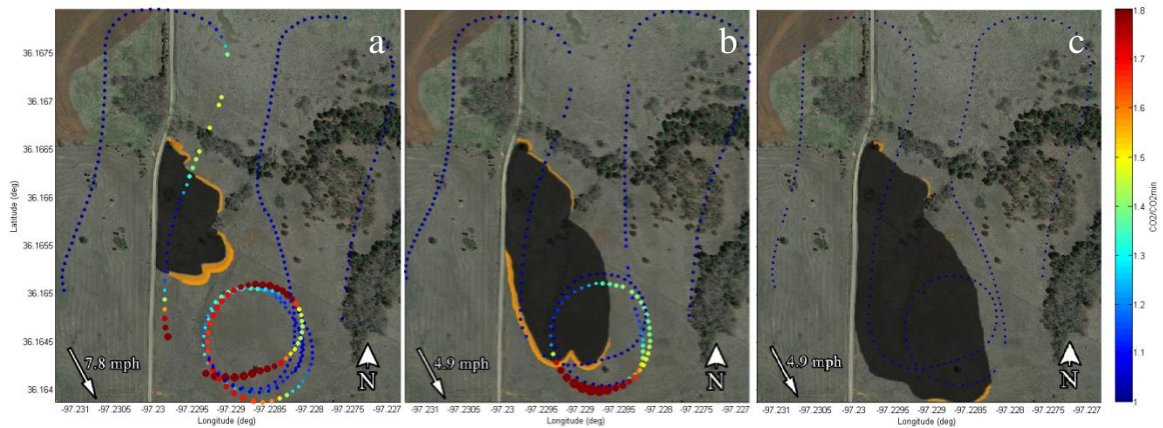 a
b
c
36.1675
36.167
36.1665
36.166
36.1655
36.165
36.1645
36.164
Latitude (deg)
7.8 mph
N
4.9 mph
N
4.9 mph
N
-97.231 -97.2305 -97.23 -97.2295 -97.229 -97.2285 -97.228 -97.2275 -97.227
Longitude (deg)
-97.231 -97.2305 -97.23 -97.2295 -97.229 -97.2285 -97.228 -97.2275 -97.227
Longitude (deg)
-97.231 -97.2305 -97.23 -97.2295 -97.229 -97.2285 -97.228 -97.2275 -97.227
Longitude (deg)
1.8
1.7
1.6
1.5
1.4
1.3
1.2
1.1
1
CO2/CO2min